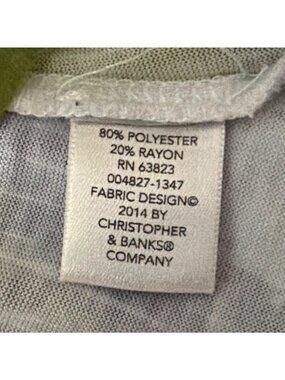 80% POLYESTER
20% RAYON
RN 63823
004827-1347
FABRIC DESIGN©
2014 BY
CHRISTOPHER
& BANKS®
COMPANY